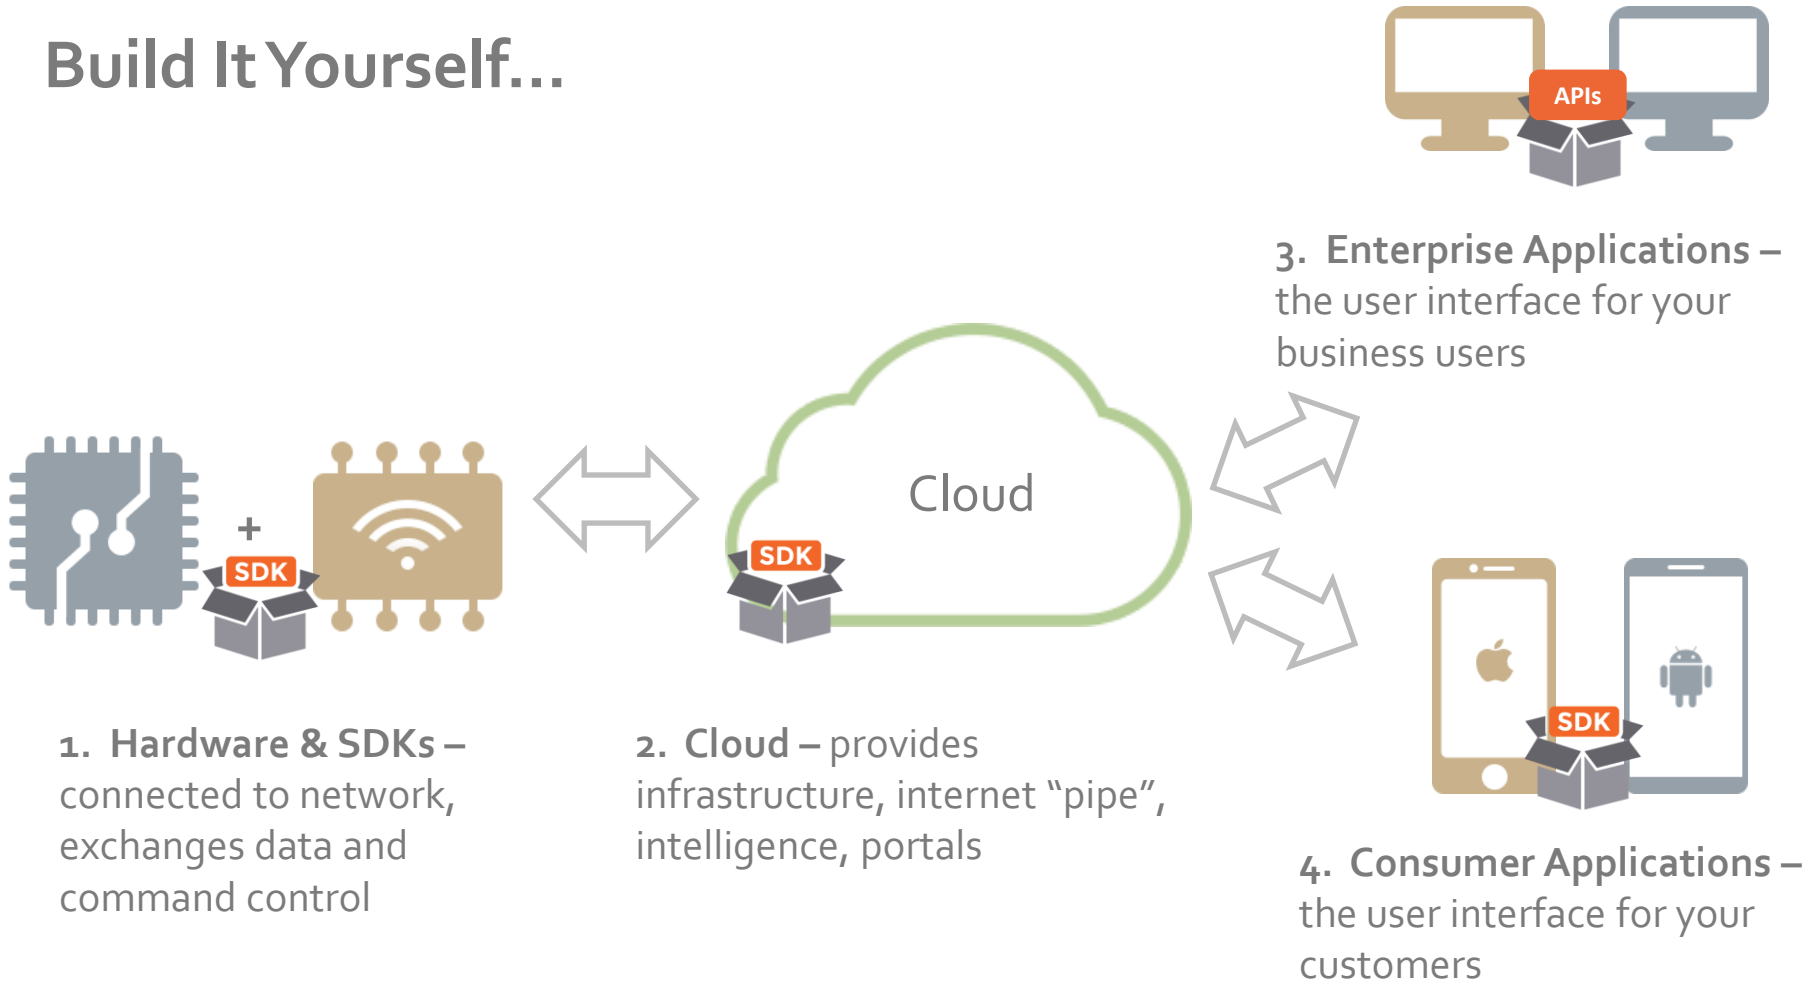 Build It Yourself...
APIs
3. Enterprise Applications –
the user interface for your
business users
Cloud
+
SDK
SDK
SDK
1. Hardware & SDKs –
connected to network,
exchanges data and
command control
2. Cloud – provides
infrastructure, internet “pipe”,
intelligence, portals
4. Consumer Applications –
the user interface for your
customers